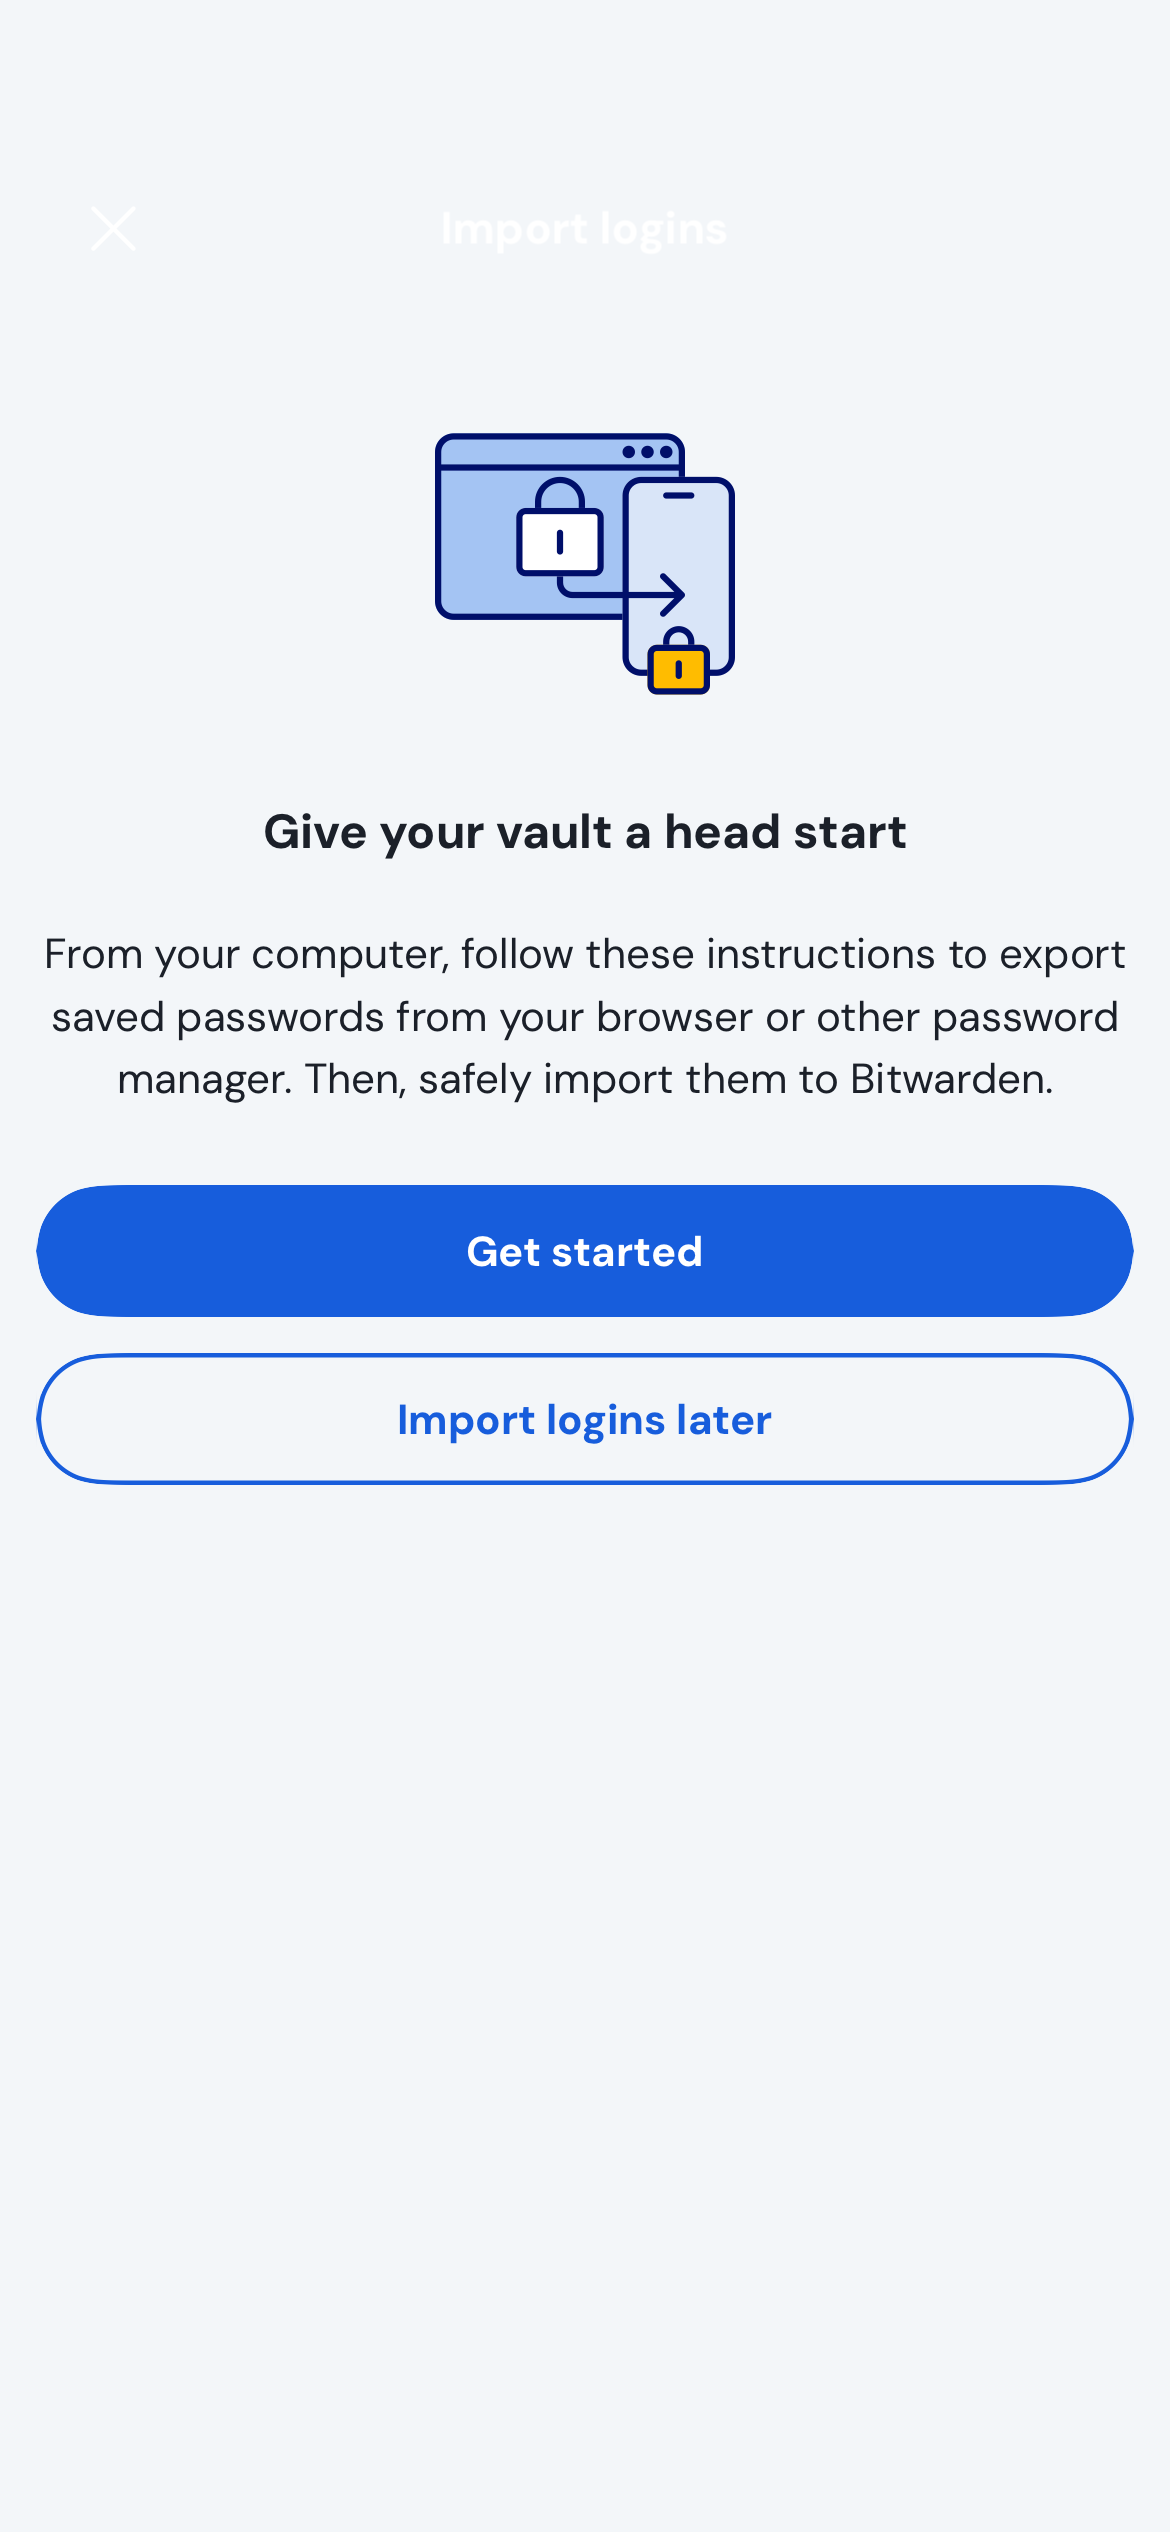 Import logins
Give your vault a head start
From your computer, follow these instructions to export
saved passwords from your browser or other password
manager. Then, safely import them to Bitwarden.
Get started
Import logins later